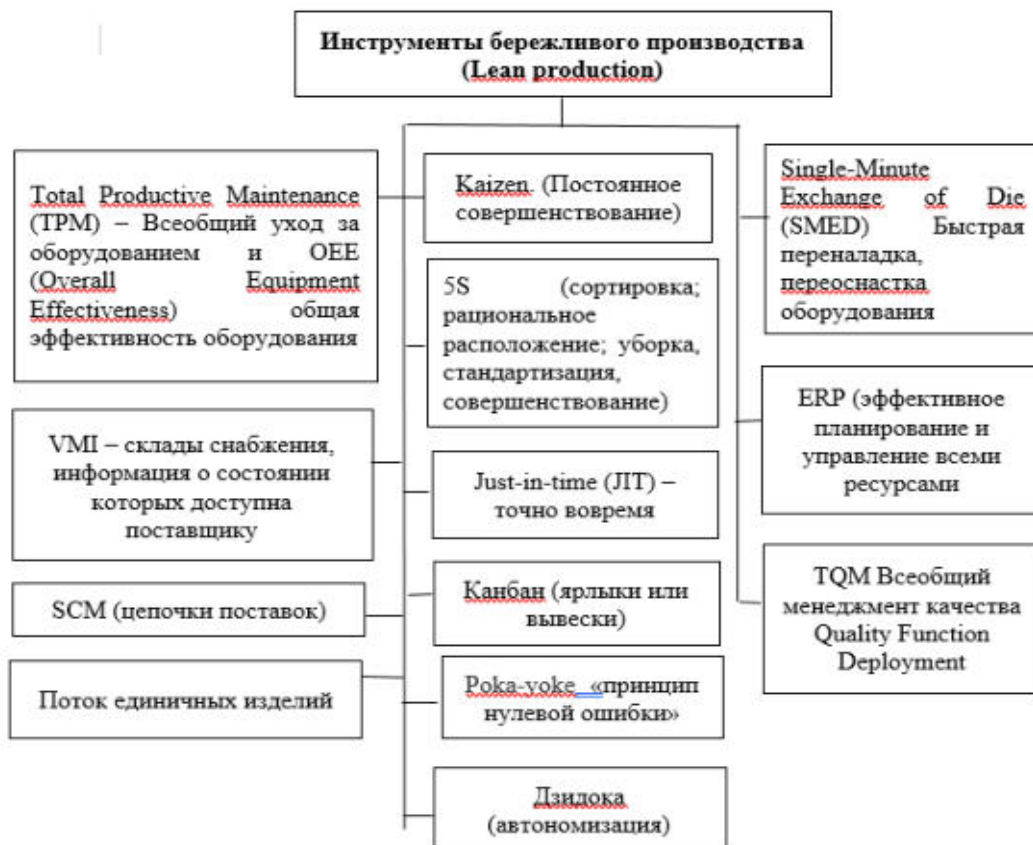 Инструменты бережливого производства
(Lean production)
Total Productive Maintenance
(TPM) – Всеобщий уход за
оборудованием и OEE
(Overall Equipment
Effectiveness) общая
эффективность оборудования
VMI – склады снабжения,
информация о состоянии
которых доступна
поставщику
SCM (цепочки поставок)
Поток единичных изделий
Kaizen. (Постоянное
совершенствование)
5S (сортировка;
рациональное
расположение; уборка,
стандартизация,
совершенствование)
Just-in-time (JIT) –
точно вовремя
Канбан (ярлыки или
вывески)
Poka-yoke «принцип
нулевой ошибки»
Дзидока
(автономизация)
Single-Minute
Exchange of Die
(SMED) Быстрая
переналадка,
переоснастка
оборудования
ERP (эффективное
планирование и
управление всеми
ресурсами
TQM Всеобщий
менеджмент качества
Quality Function
Deployment